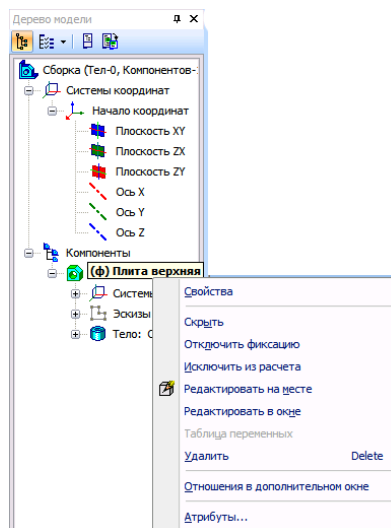 Дерево модели
Сборка (Тел-0, Компонентов-
Системы координат
Начало координат
Плоскость XY
Плоскость ZX
Плоскость ZY
Ось X
Ось Y
Ось Z
Компоненты
(ф) Плита верхняя
Системы
Эскизы
Тело: С
Свойства
Скрыть
Отключить фиксацию
Исключить из расчета
Редактировать на месте
Редактировать в окне
Таблица переменных
Удалить Delete
Отношения в дополнительном окне
Атрибуты...